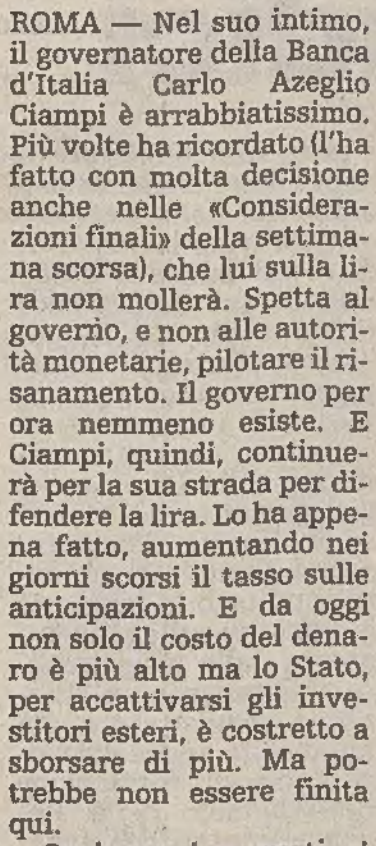 ROMA — Nel suo intimo,
il governatore della Banca
d'Italia Carlo Azeglio
Ciampi è arrabbiatissimo.
Più volte ha ricordato (l'ha
fatto con molta decisione
anche nelle «Considera-
zioni finali» della settima-
na scorsa), che lui sulla li-
ra non mollerà. Spetta al
governo, e non alle autori-
tà monetarie, pilotare il ri-
sanamento. Il governo per
ora nemmeno esiste. E
Ciampi, quindi, continue-
rà per la sua strada per di-
fendere la lira. Lo ha appe-
na fatto, aumentando nei
giorni scorsi il tasso sulle
anticipazioni. E da oggi
non solo il costo del dena-
ro è più alto ma lo Stato,
per accattivarsi gli inve-
stitori esteri, è costretto a
sborsare di più. Ma po-
trebbe non essere finita
qui.